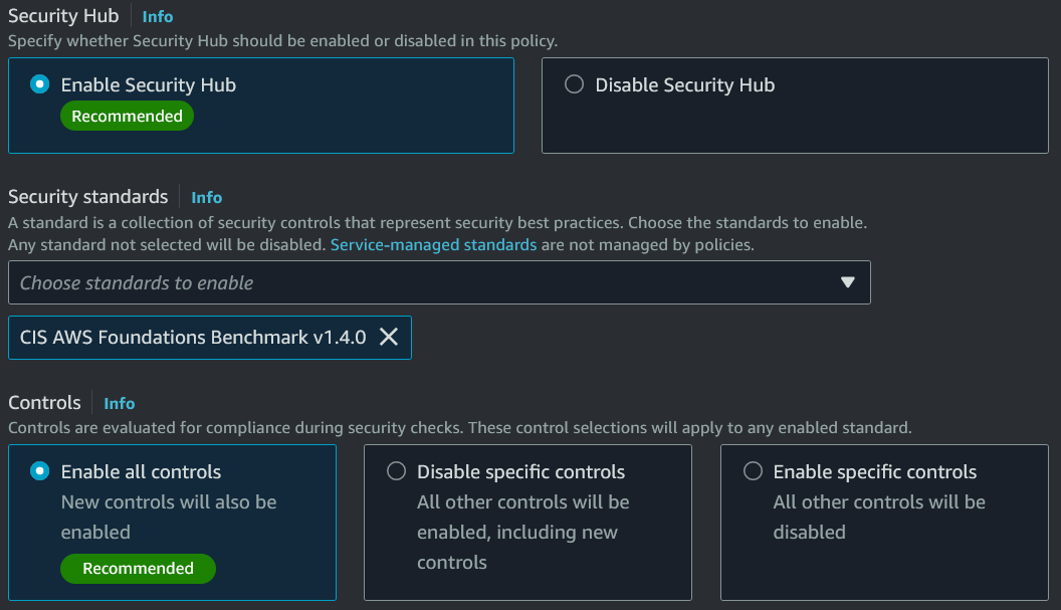 Security Hub Info
Specify whether Security Hub should be enabled or disabled in this policy.
Enable Security Hub
Recommended
Disable Security Hub
Security standards Info
A standard is a collection of security controls that represent security best practices. Choose the standards to enable.
Any standard not selected will be disabled. Service-managed standards are not managed by policies.
Choose standards to enable
CIS AWS Foundations Benchmark v1.4.0
Controls Info
Controls are evaluated for compliance during security checks. These control selections will apply to any enabled standard.
Enable all controls
New controls will also be
enabled
Recommended
Disable specific controls
All other controls will be
enabled, including new
controls
Enable specific controls
All other controls will be
disabled